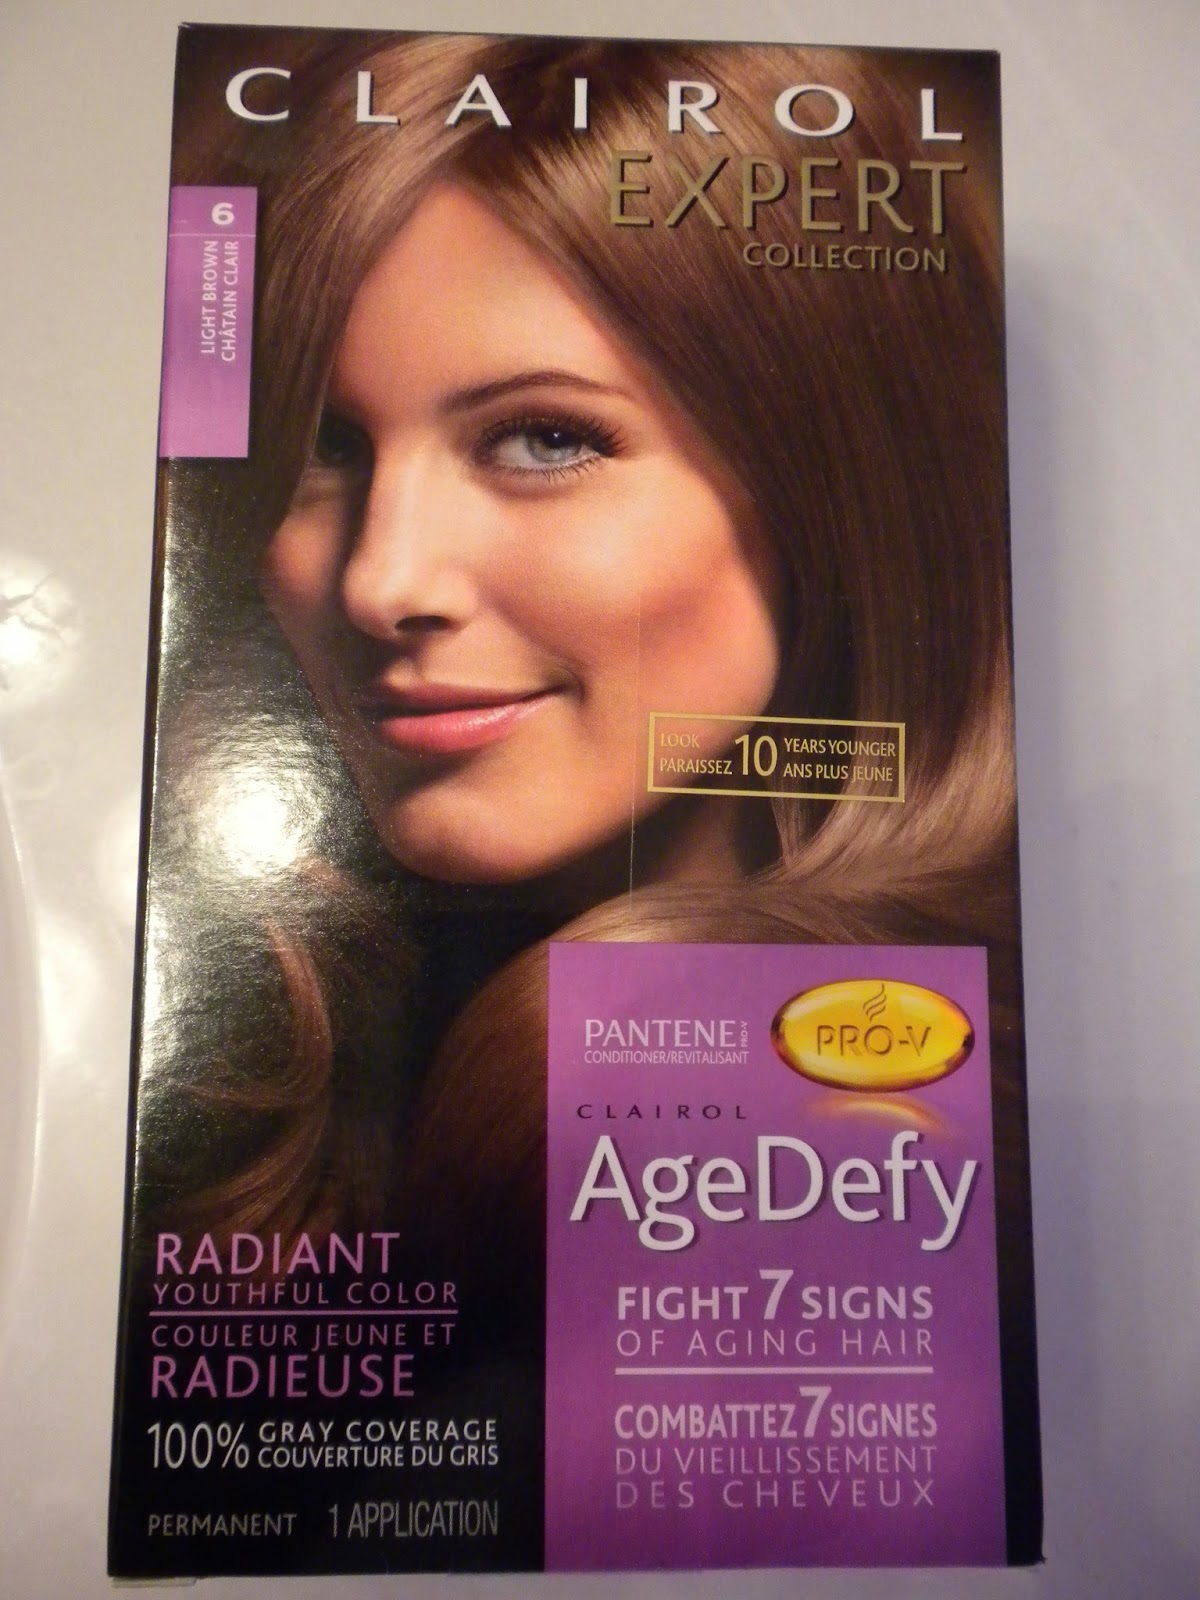 CLAIROL
EXPERT
COLLECTION
6
LIGHT BROWN
CHÂTAIN CLAIR
LOOK 10 YEARS YOUNGER
PARAISSEZ ANS PLUS JEUNE
PANTENE PRO-V
CONDITIONER/REVITALISANT
PRO-V
CLAIROL
AgeDefy
FIGHT 7 SIGNS
OF AGING HAIR
COMBATTEZ 7 SIGNES
DU VIEILLISSEMENT
DES CHEVEUX
RADIANT
YOUTHFUL COLOR
COULEUR JEUNE ET
RADIEUSE
100% GRAY COVERAGE
COUVERTURE DU GRIS
PERMANENT 1 APPLICATION